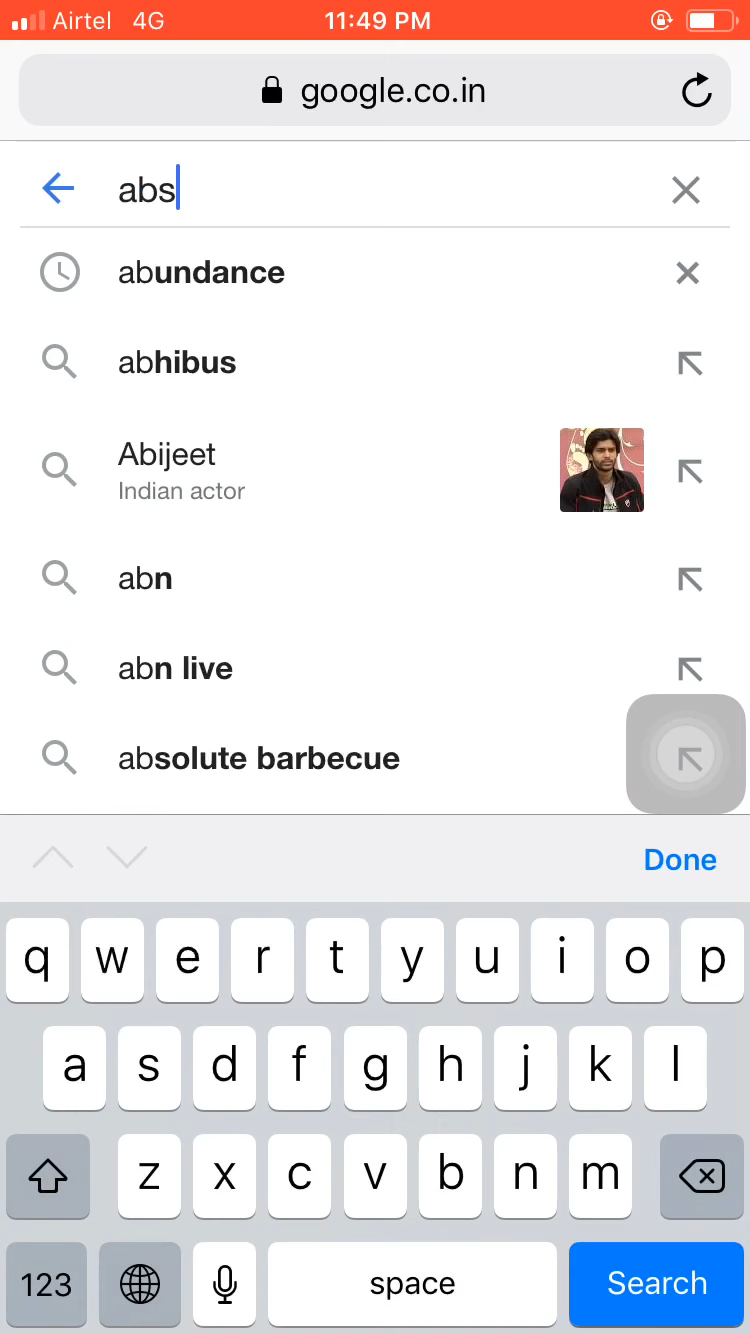 Airtel 4G 11:49 PM
google.co.in
abs
abundance
abhibus
Abijeet
Indian actor
abn
abn live
absolute barbecue
Done
q w e r t y u i o p
a s d f g h j k l
z x c v b n m
123 space Search